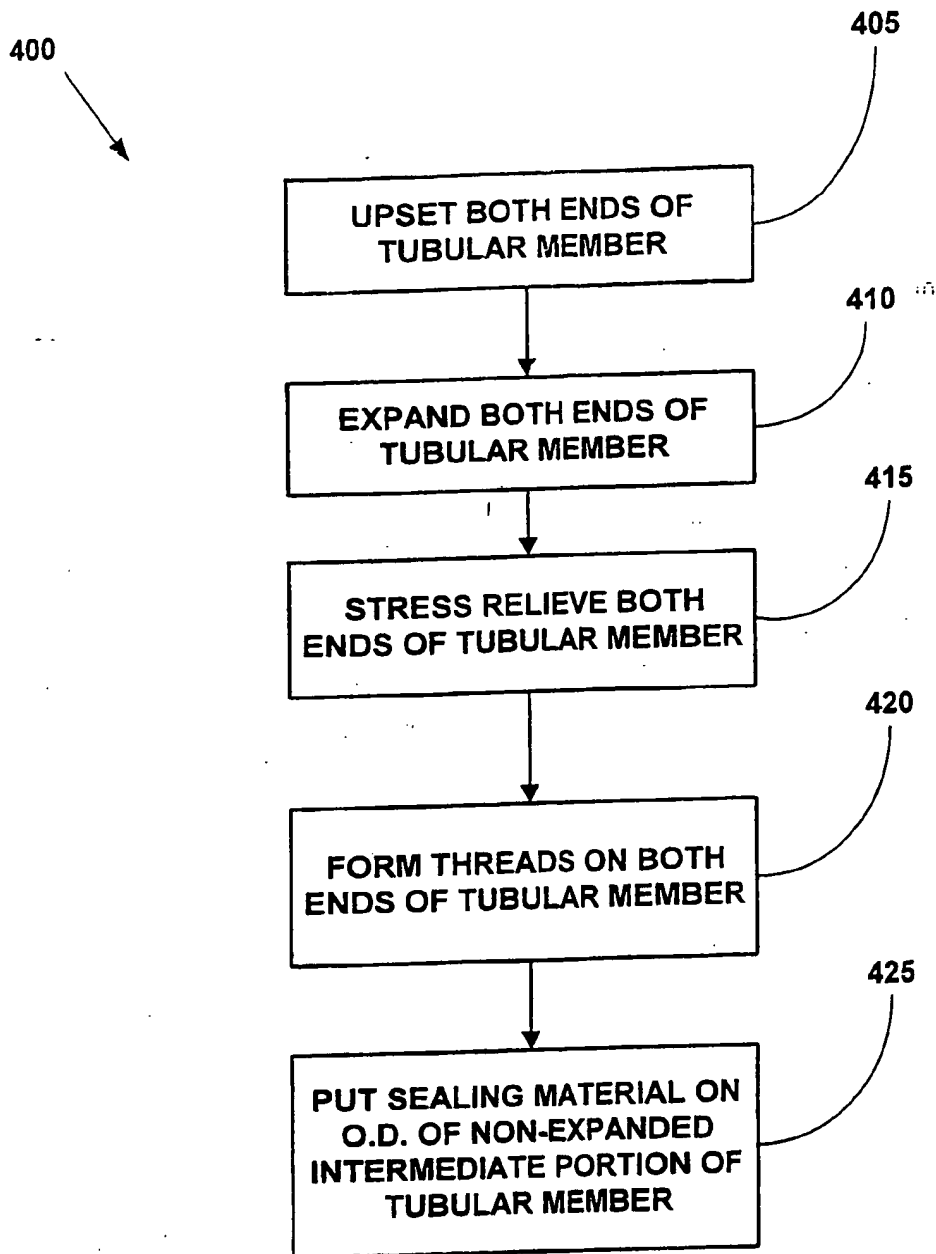 400
405
UPSET BOTH ENDS OF
TUBULAR MEMBER
410
EXPAND BOTH ENDS OF
TUBULAR MEMBER
415
STRESS RELIEVE BOTH
ENDS OF TUBULAR MEMBER
420
FORM THREADS ON BOTH
ENDS OF TUBULAR MEMBER
425
PUT SEALING MATERIAL ON
O.D. OF NON-EXPANDED
INTERMEDIATE PORTION OF
TUBULAR MEMBER